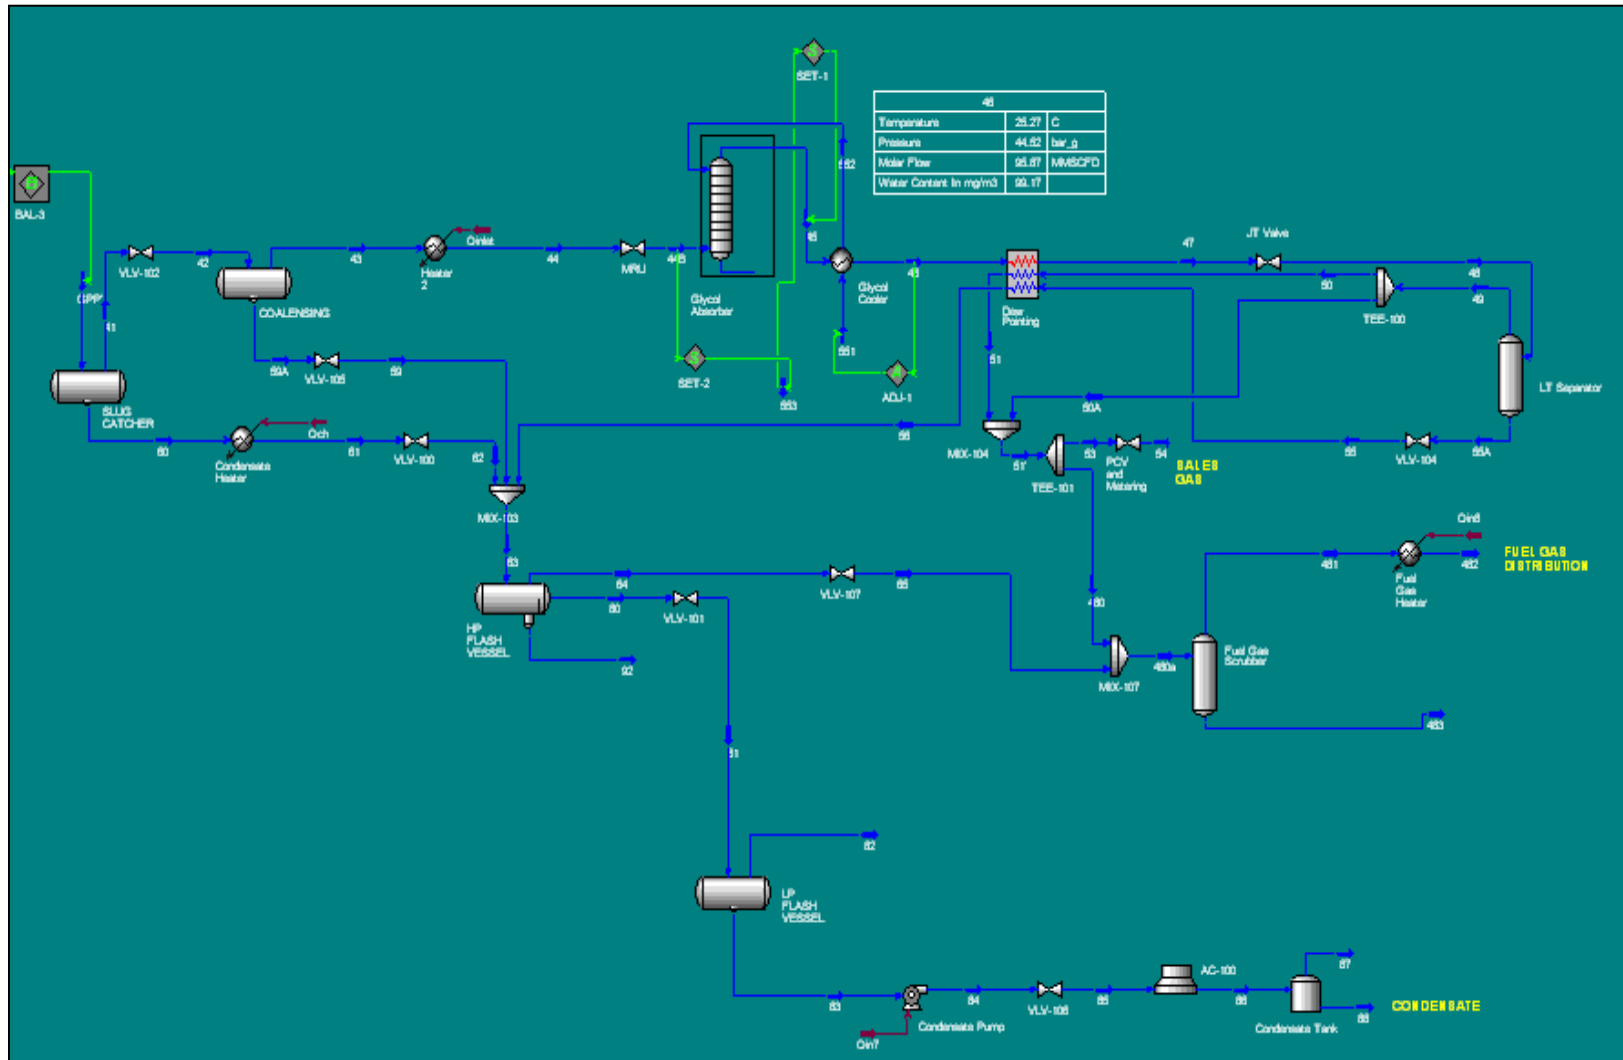 SET-1
46
Temperature 25.27 C
Pressure 44.52 bar_g
Molar Flow 95.67 MMSCFD
Water Content In mg/m3 99.17
BAL-3
VLV-102
42
COALENSING
43
Qinlet
Heater
2
44
MRU
Glycol
Absorber
Glycol
Cooler
46
Dew
Pointing
47
JT Valve
48
50
49
TEE-100
LT Separator
41
SLUG
CATCHER
59A
VLV-105
59
SET-2
553
551
ADJ-1
51
50A
56
60
Qch
Condensate
Heater
61
VLV-100
62
MIX-103
MIX-104
51'
TEE-101
53
PCV
and
Metering
54
SALES
GAS
55
VLV-104
55A
63
HP
FLASH
VESSEL
64
80
VLV-101
92
VLV-107
65
MIX-107
480a
Fuel Gas
Scrubber
481
Qin8
Fuel
Gas
Heater
482
FUEL GAS
DISTRIBUTION
483
82
LP
FLASH
VESSEL
83
Qin7
Condensate Pump
84
VLV-106
85
AC-100
86
Condensate Tank
87
88
CONDENSATE